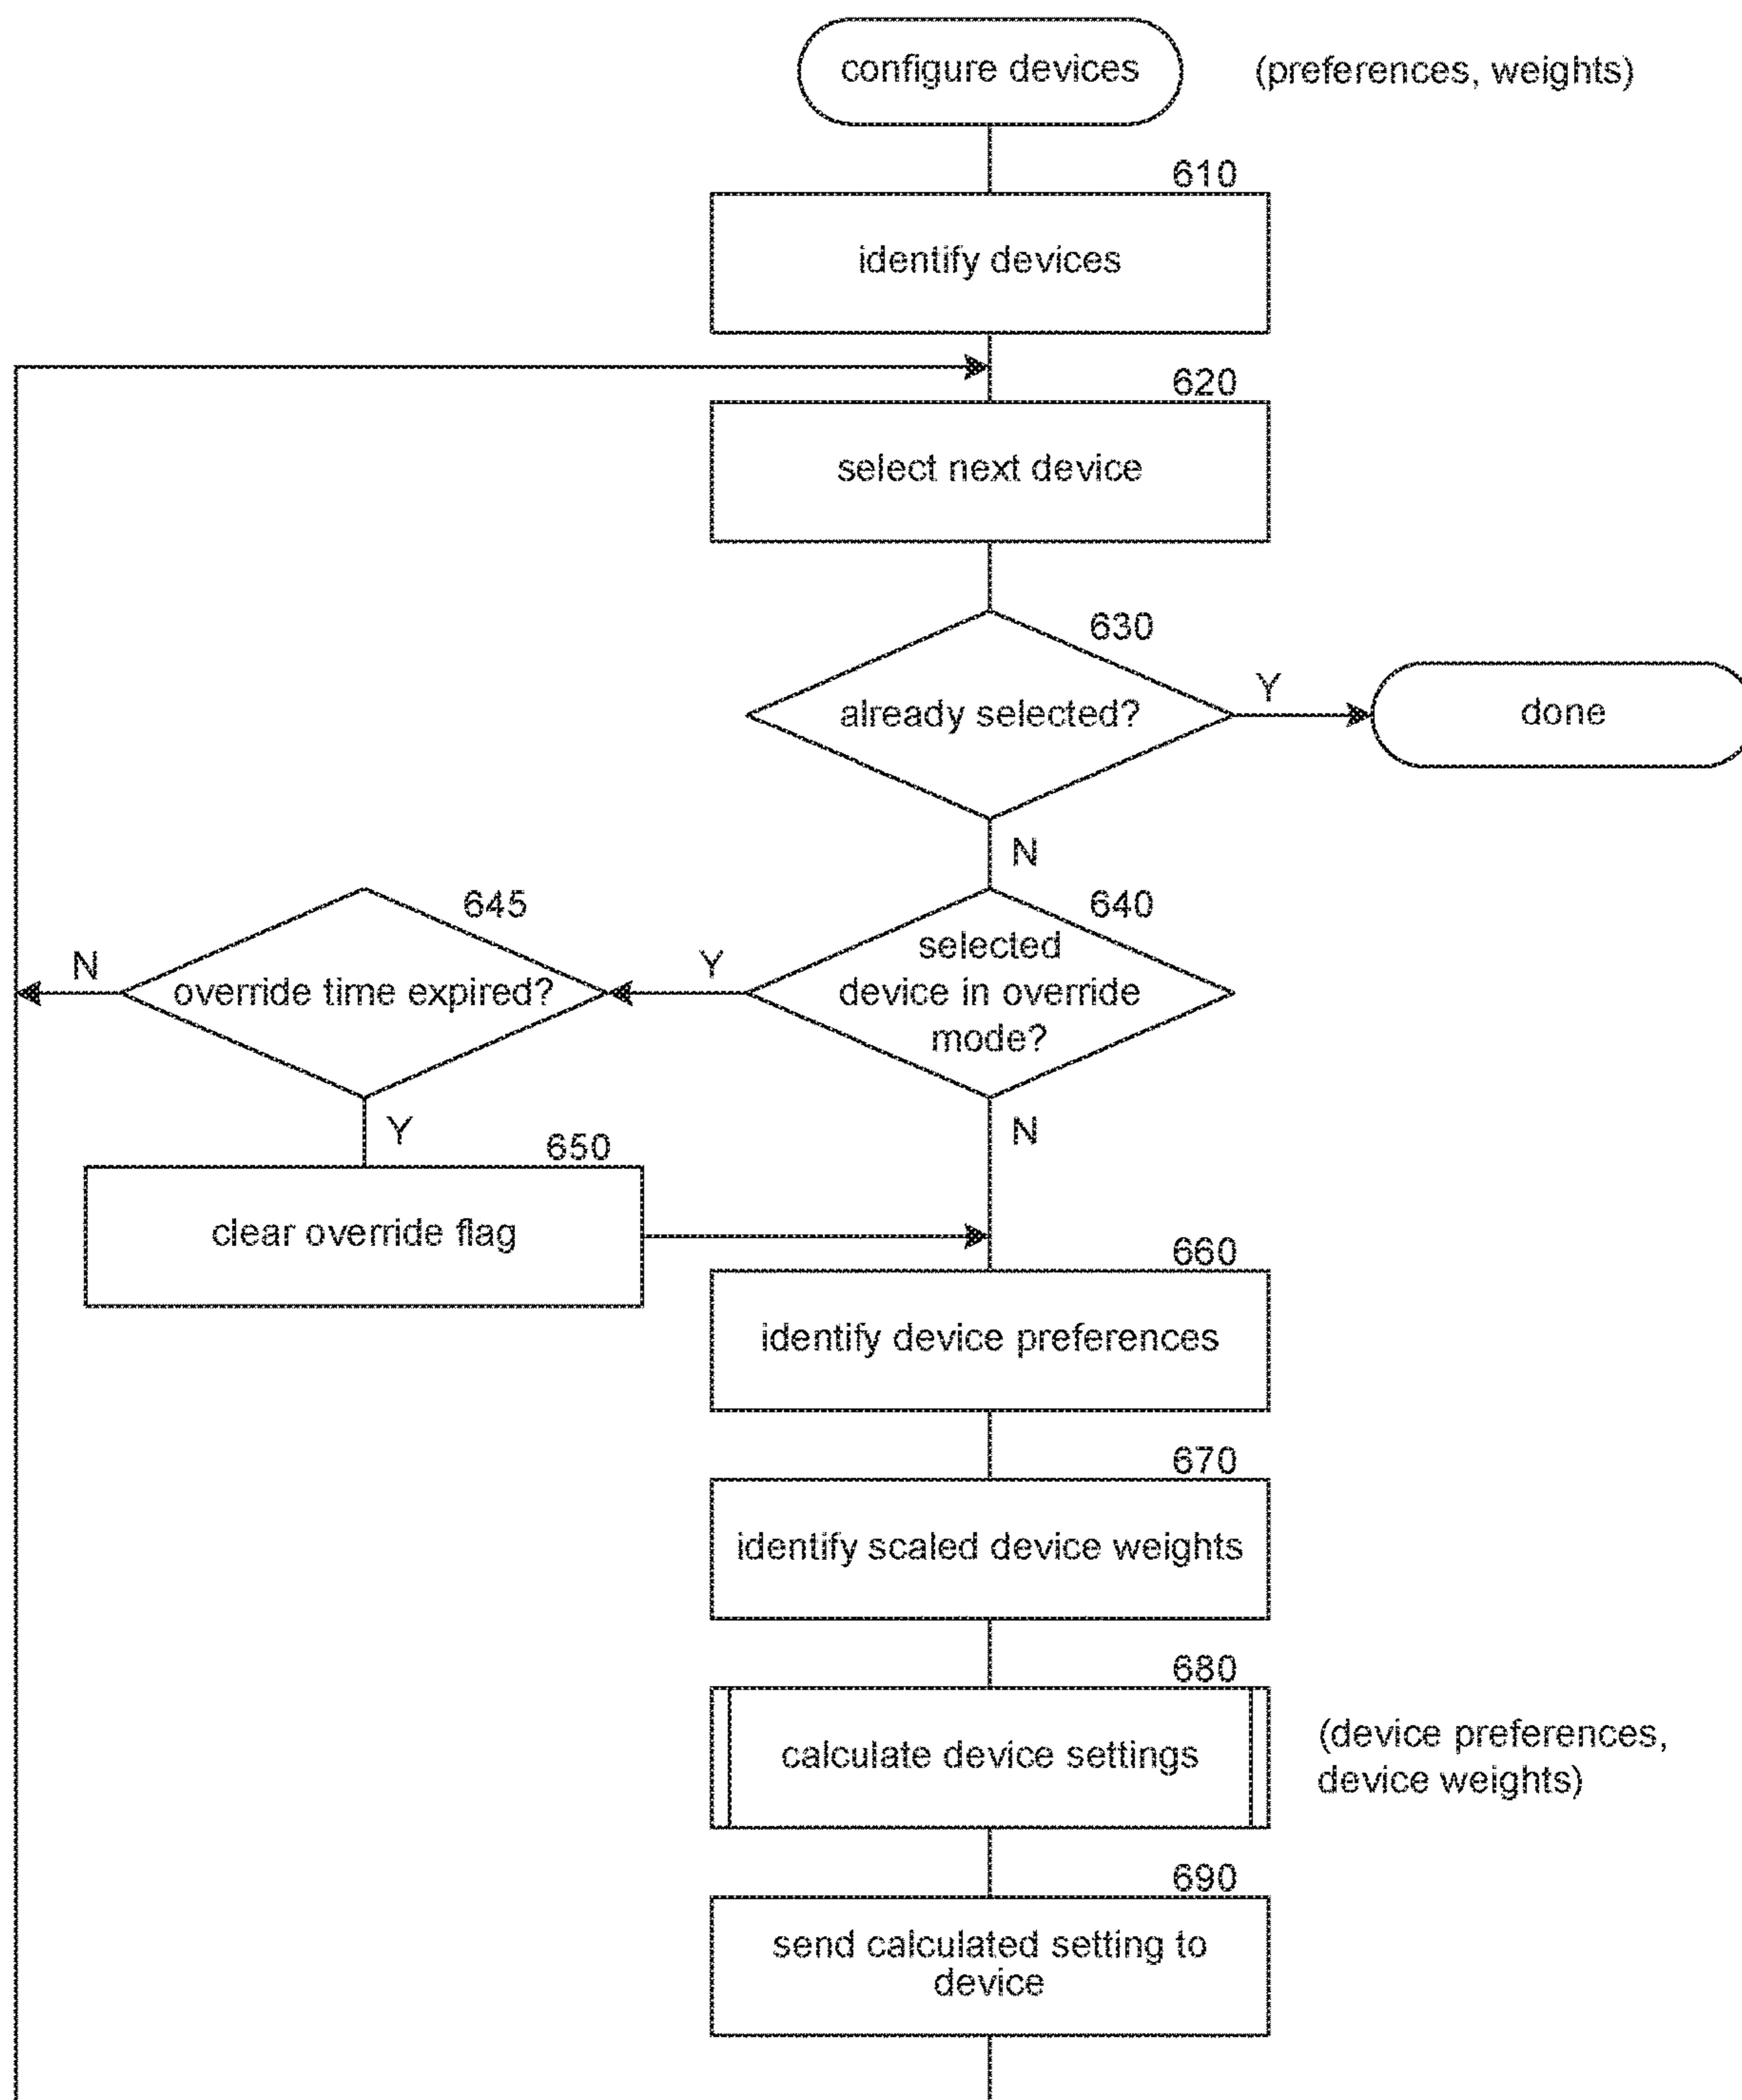 configure devices
(preferences, weights)
610
identify devices
620
select next device
630
already selected?
Y
done
N
645
640
N
override time expired?
Y
selected
device in override
mode?
Y
N
650
clear override flag
660
identify device preferences
670
identify scaled device weights
680
calculate device settings
(device preferences,
device weights)
690
send calculated setting to
device